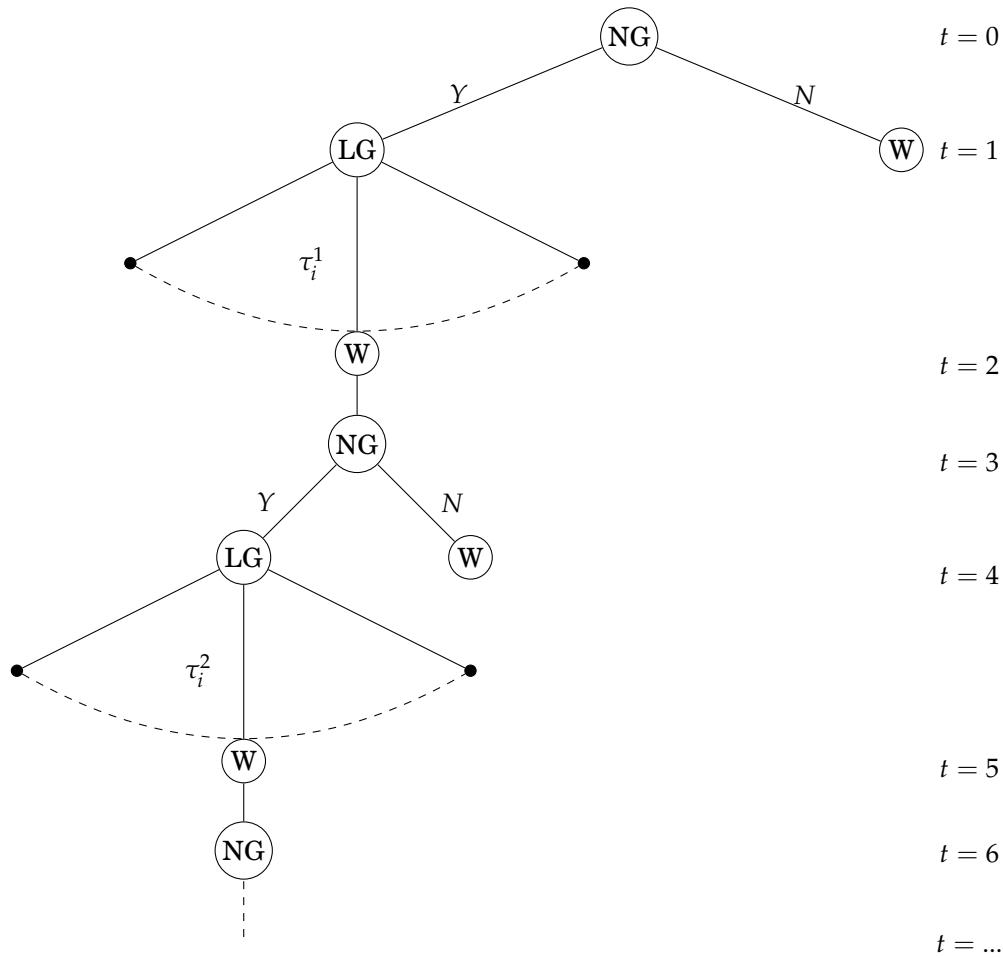 NG t = 0
Y N
LG W t = 1
τ_i^1
W t = 2
NG t = 3
Y N
LG W t = 4
τ_i^2
W t = 5
NG t = 6
t = ...